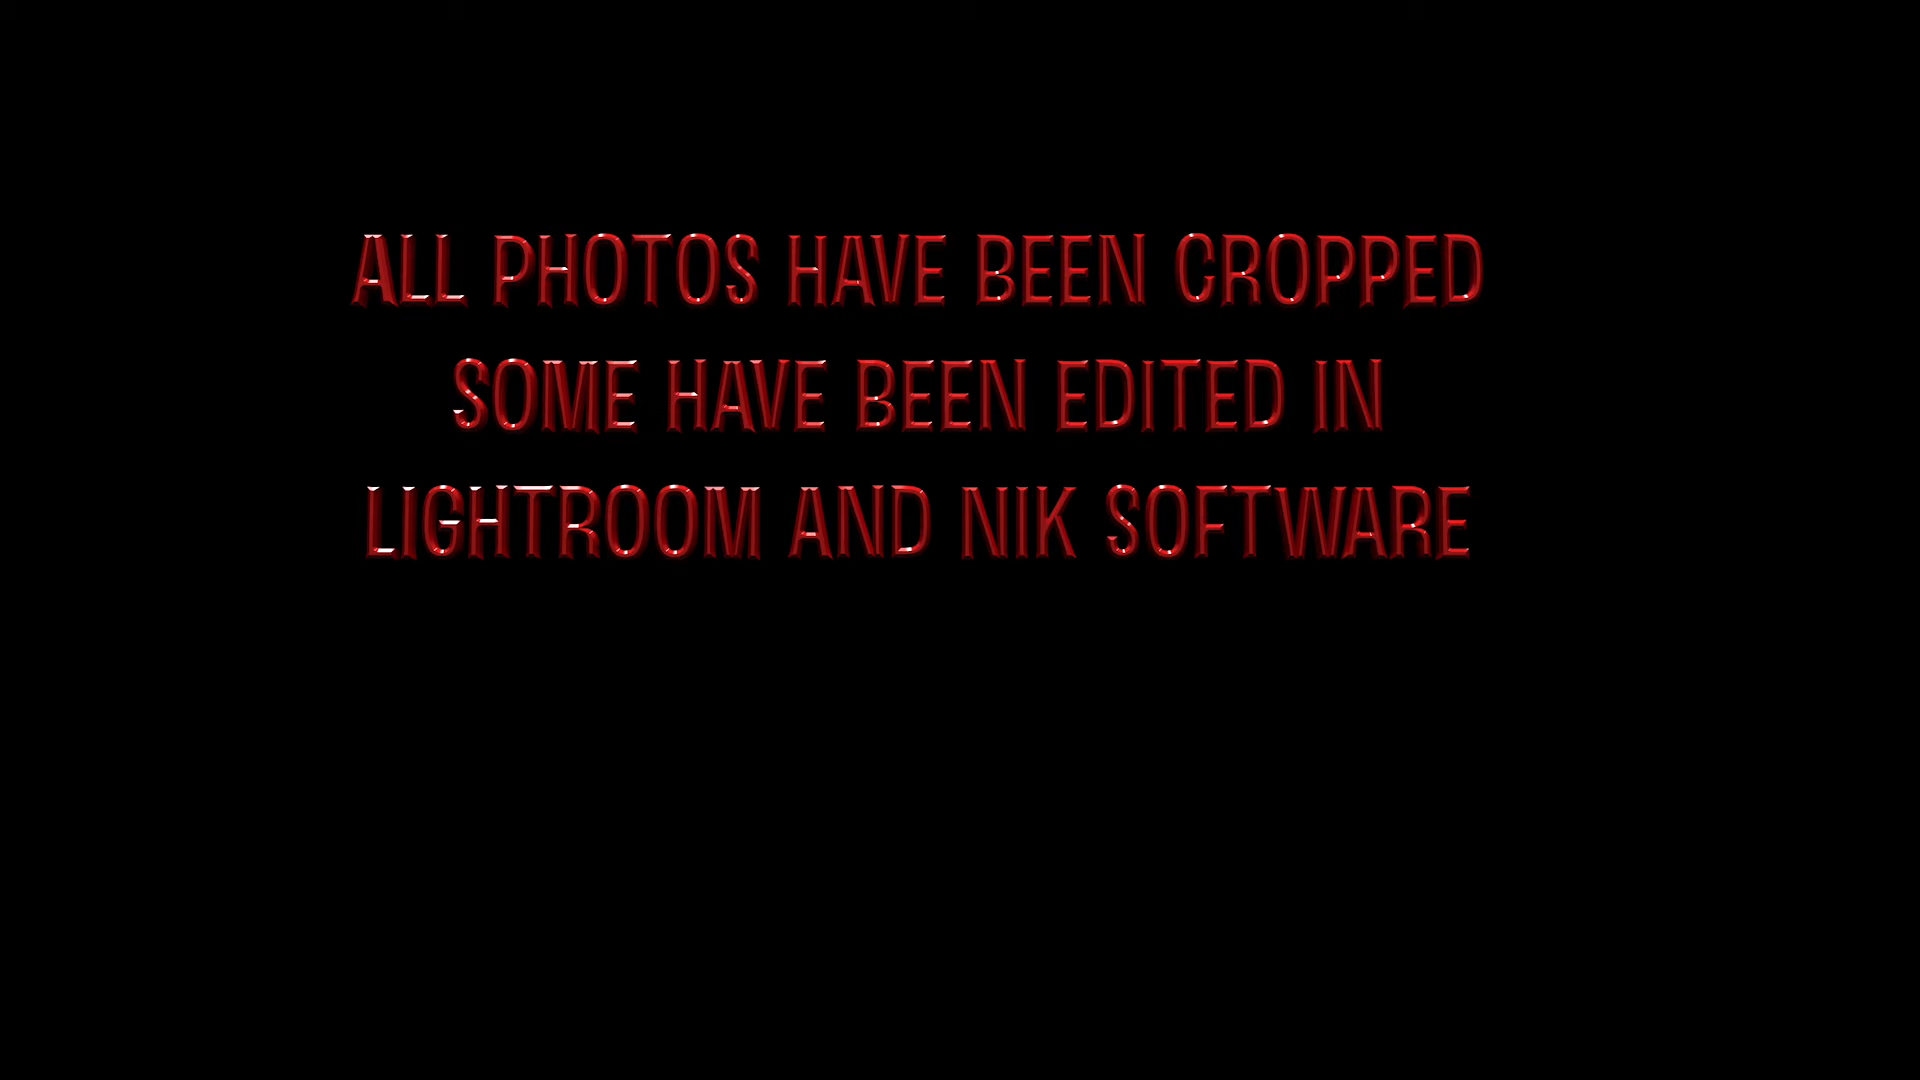 ALL PHOTOS HAVE BEEN CROPPED
SOME HAVE BEEN EDITED IN
LIGHTROOM AND NIK SOFTWARE